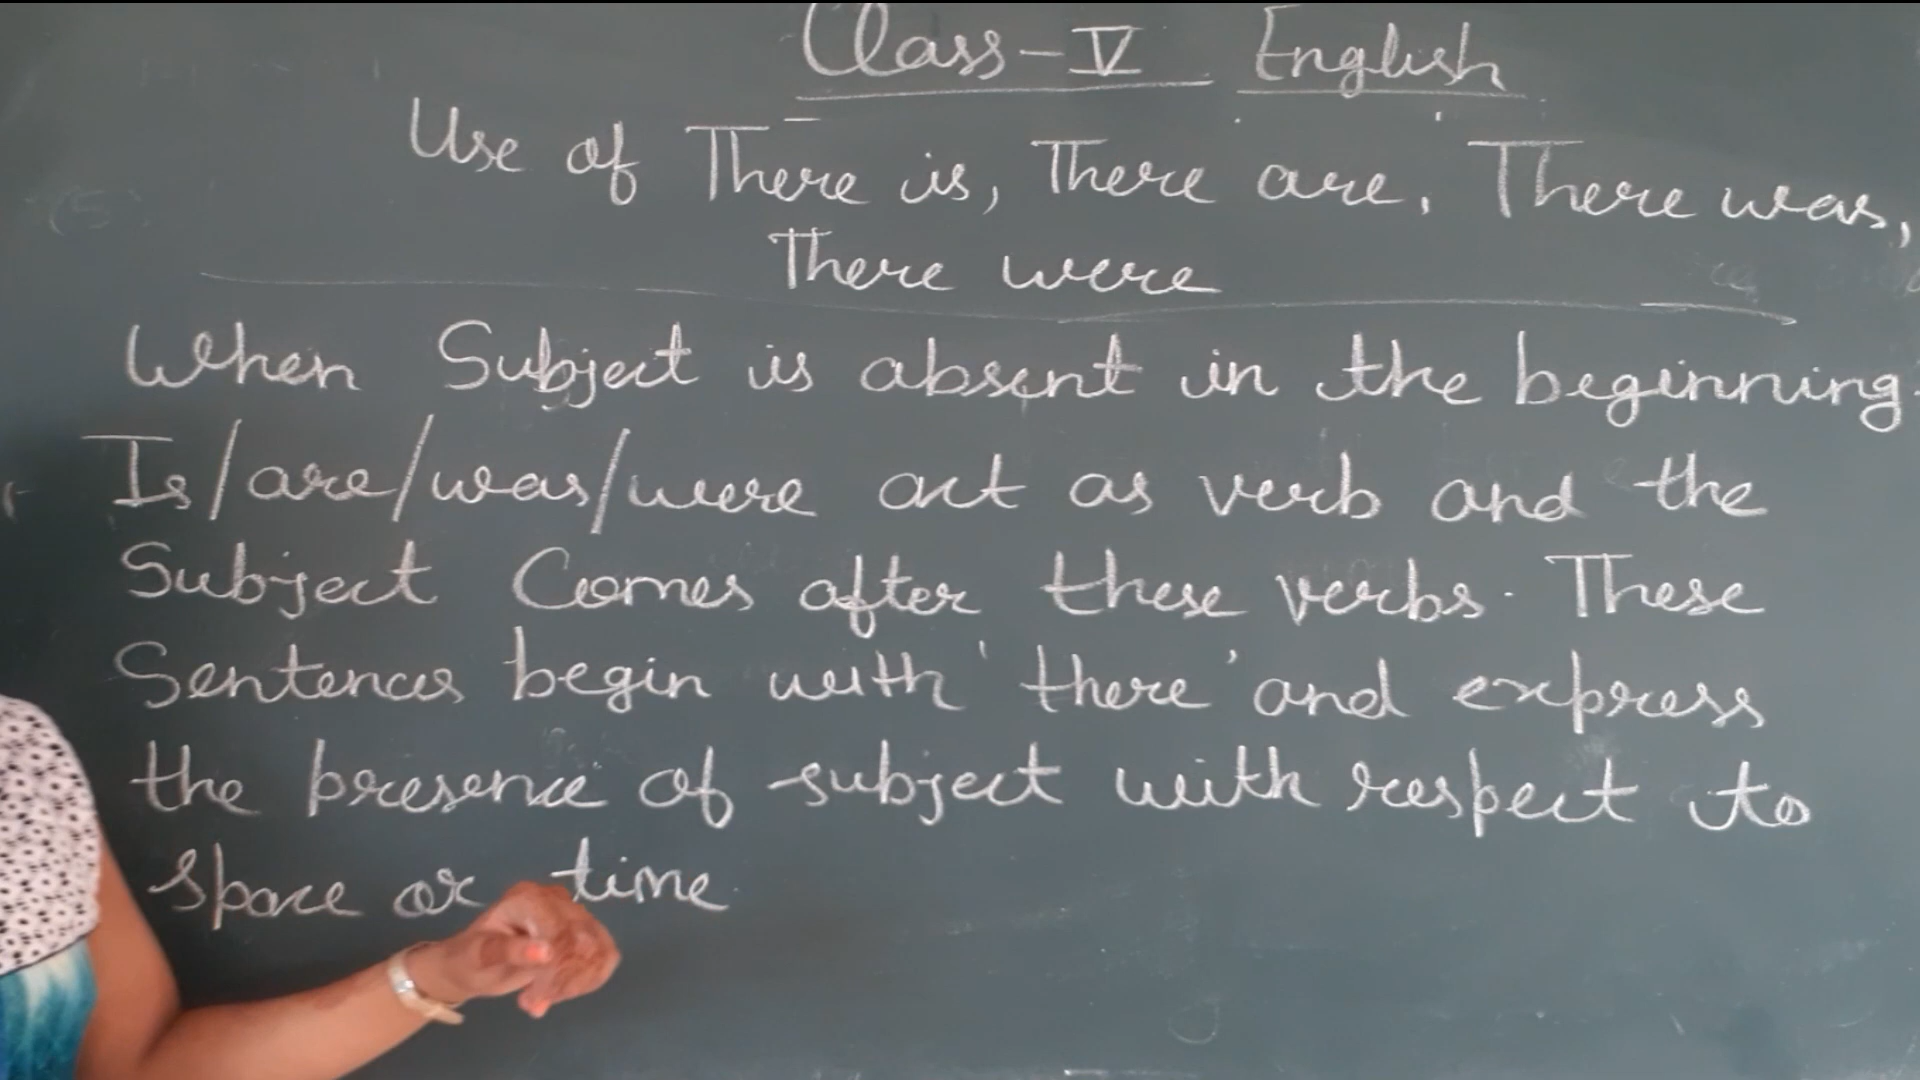 Class-V English
Use of There is, There are, There was,
There were
When Subject is absent in the beginning.
Is/are/was/were act as verb and the
Subject Comes after these verbs. These
Sentences begin with 'there' and express
the presence of subject with respect to
space or time